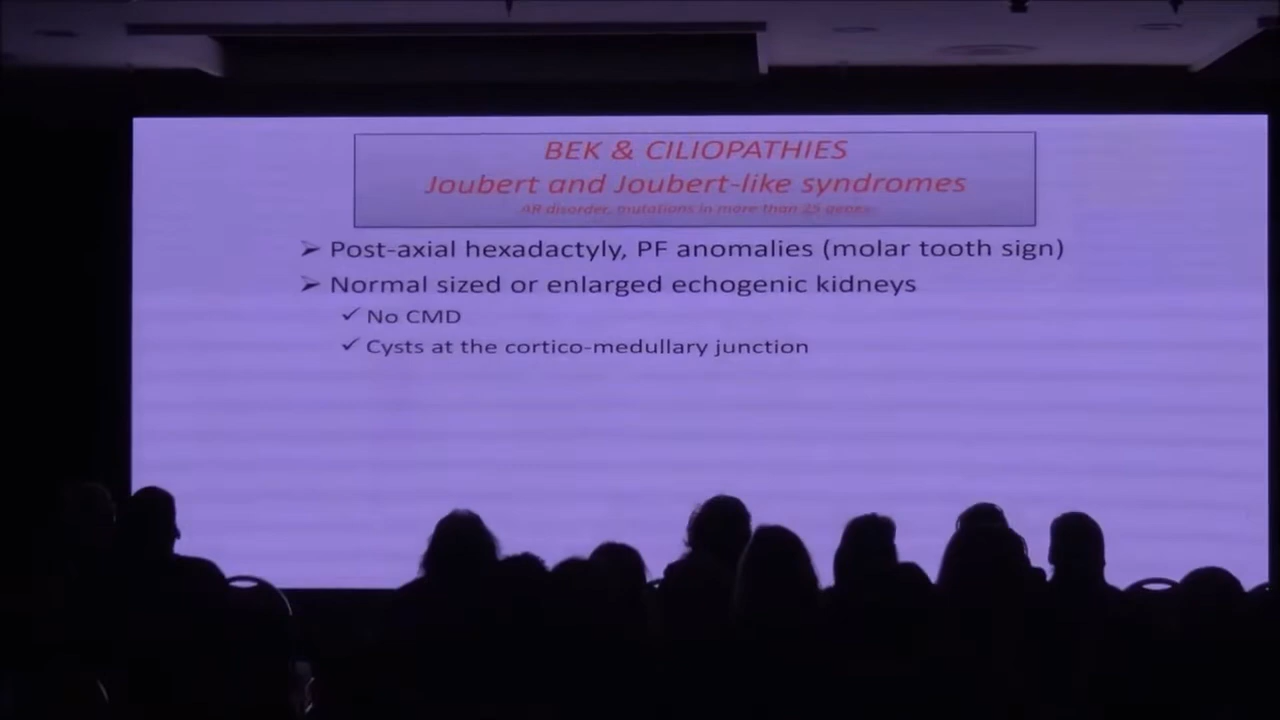 BEK & CILIOPATHIES
Joubert and Joubert-like syndromes
AR disorder, mutations in more than 25 genes
➢ Post-axial hexadactyly, PF anomalies (molar tooth sign)
➢ Normal sized or enlarged echogenic kidneys
✓ No CMD
✓ Cysts at the cortico-medullary junction